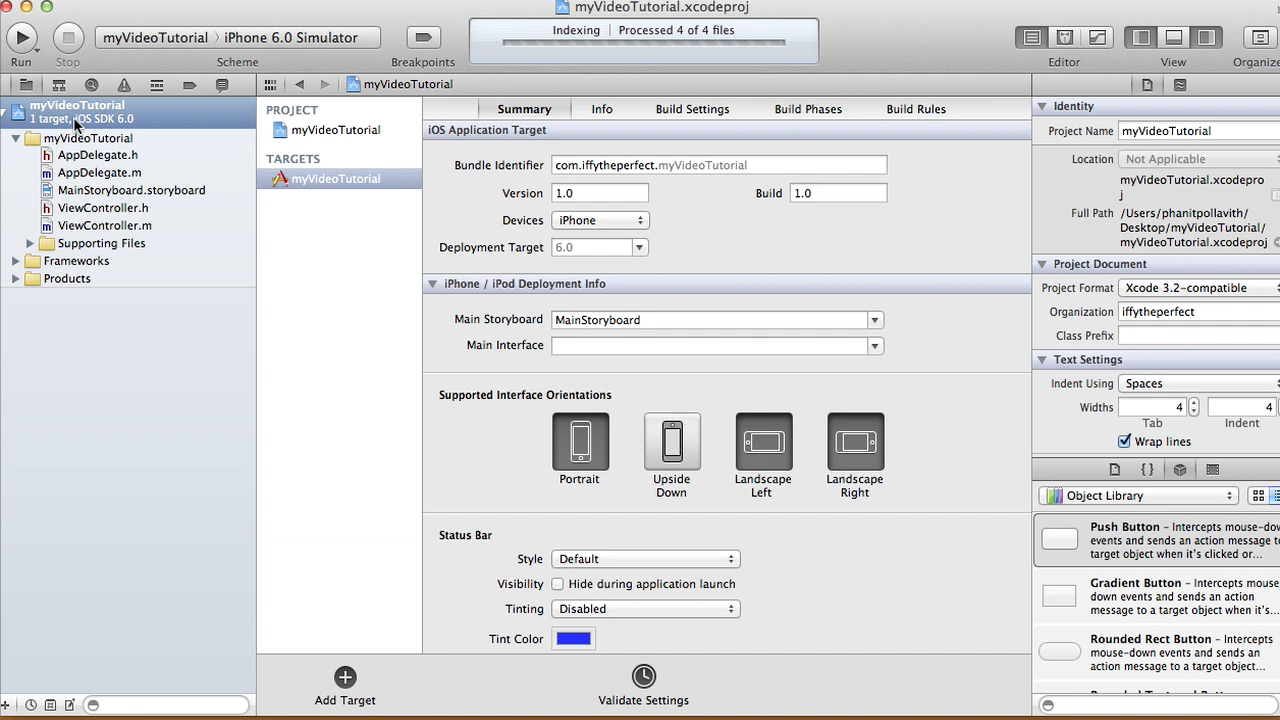 myVideoTutorial.xcodeproj
Indexing | Processed 4 of 4 files
myVideoTutorial > iPhone 6.0 Simulator
Run Stop Scheme Breakpoints Editor View Organize
myVideoTutorial
1 target, iOS SDK 6.0
myVideoTutorial
AppDelegate.h
AppDelegate.m
MainStoryboard.storyboard
ViewController.h
ViewController.m
Supporting Files
Frameworks
Products
myVideoTutorial
PROJECT
myVideoTutorial
TARGETS
myVideoTutorial
Summary Info Build Settings Build Phases Build Rules
iOS Application Target
Bundle Identifier com.iffytheperfect.myVideoTutorial
Version 1.0 Build 1.0
Devices iPhone
Deployment Target 6.0
iPhone / iPod Deployment Info
Main Storyboard MainStoryboard
Main Interface
Supported Interface Orientations
Portrait Upside Down Landscape Left Landscape Right
Status Bar
Style Default
Visibility Hide during application launch
Tinting Disabled
Tint Color
Add Target Validate Settings
Identity
Project Name myVideoTutorial
Location Not Applicable
myVideoTutorial.xcodepro
j
Full Path /Users/phanitpollavith/
Desktop/myVideoTutorial/
myVideoTutorial.xcodeproj
Project Document
Project Format Xcode 3.2-compatible
Organization iffytheperfect
Class Prefix
Text Settings
Indent Using Spaces
Widths 4 4
Tab Indent
Wrap lines
Object Library
Push Button – Intercepts mouse-dow
events and sends an action message to
target object when it's clicked or...
Gradient Button – Intercepts mouse-
down events and sends an action
message to a target object when it's...
Rounded Rect Button – Intercepts
mouse-down events and sends an
action message to a target object...